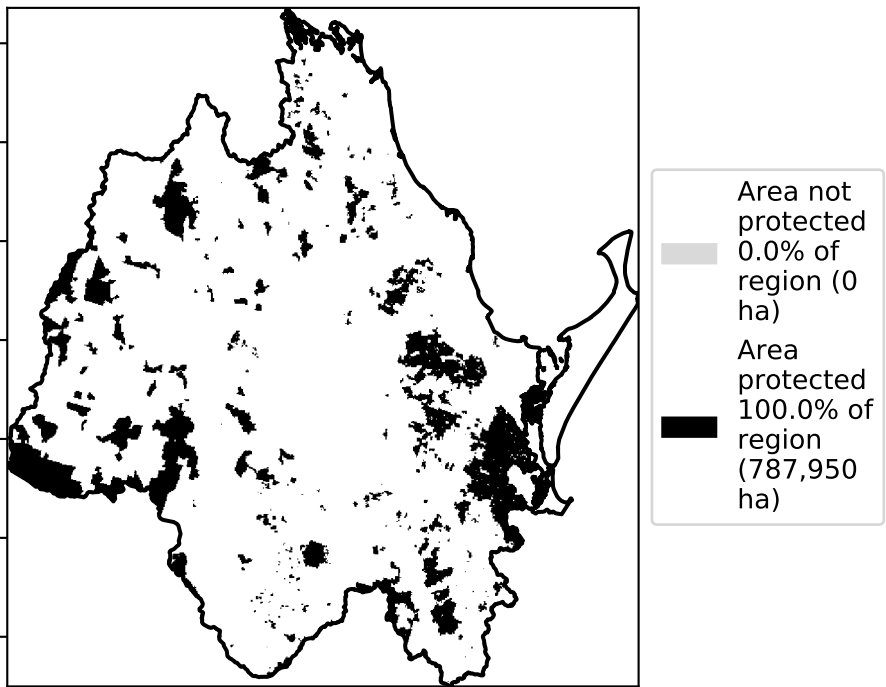 Area not
protected
0.0% of
region (0
ha)
Area
protected
100.0% of
region
(787,950
ha)